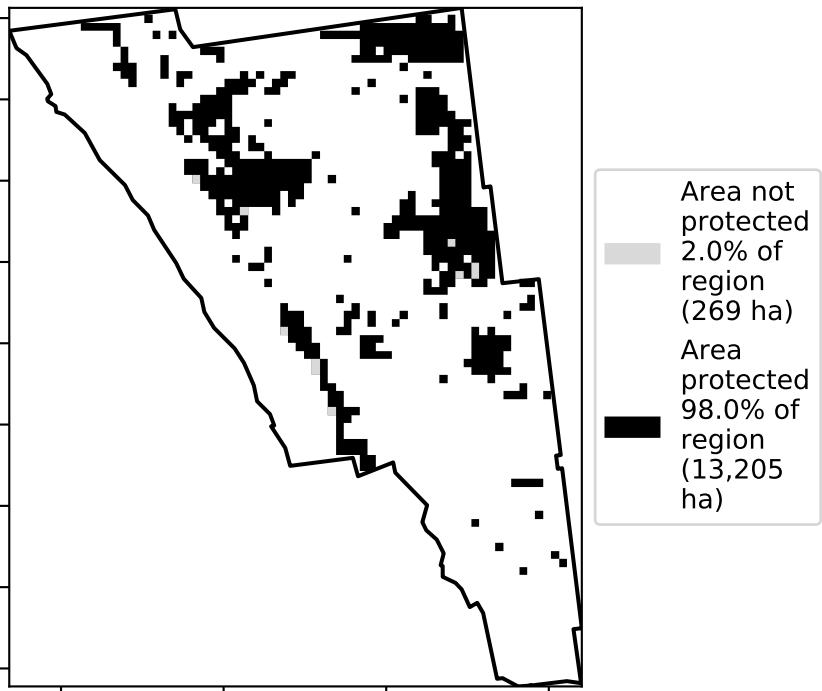 Area not
protected
2.0% of
region
(269 ha)
Area
protected
98.0% of
region
(13,205
ha)